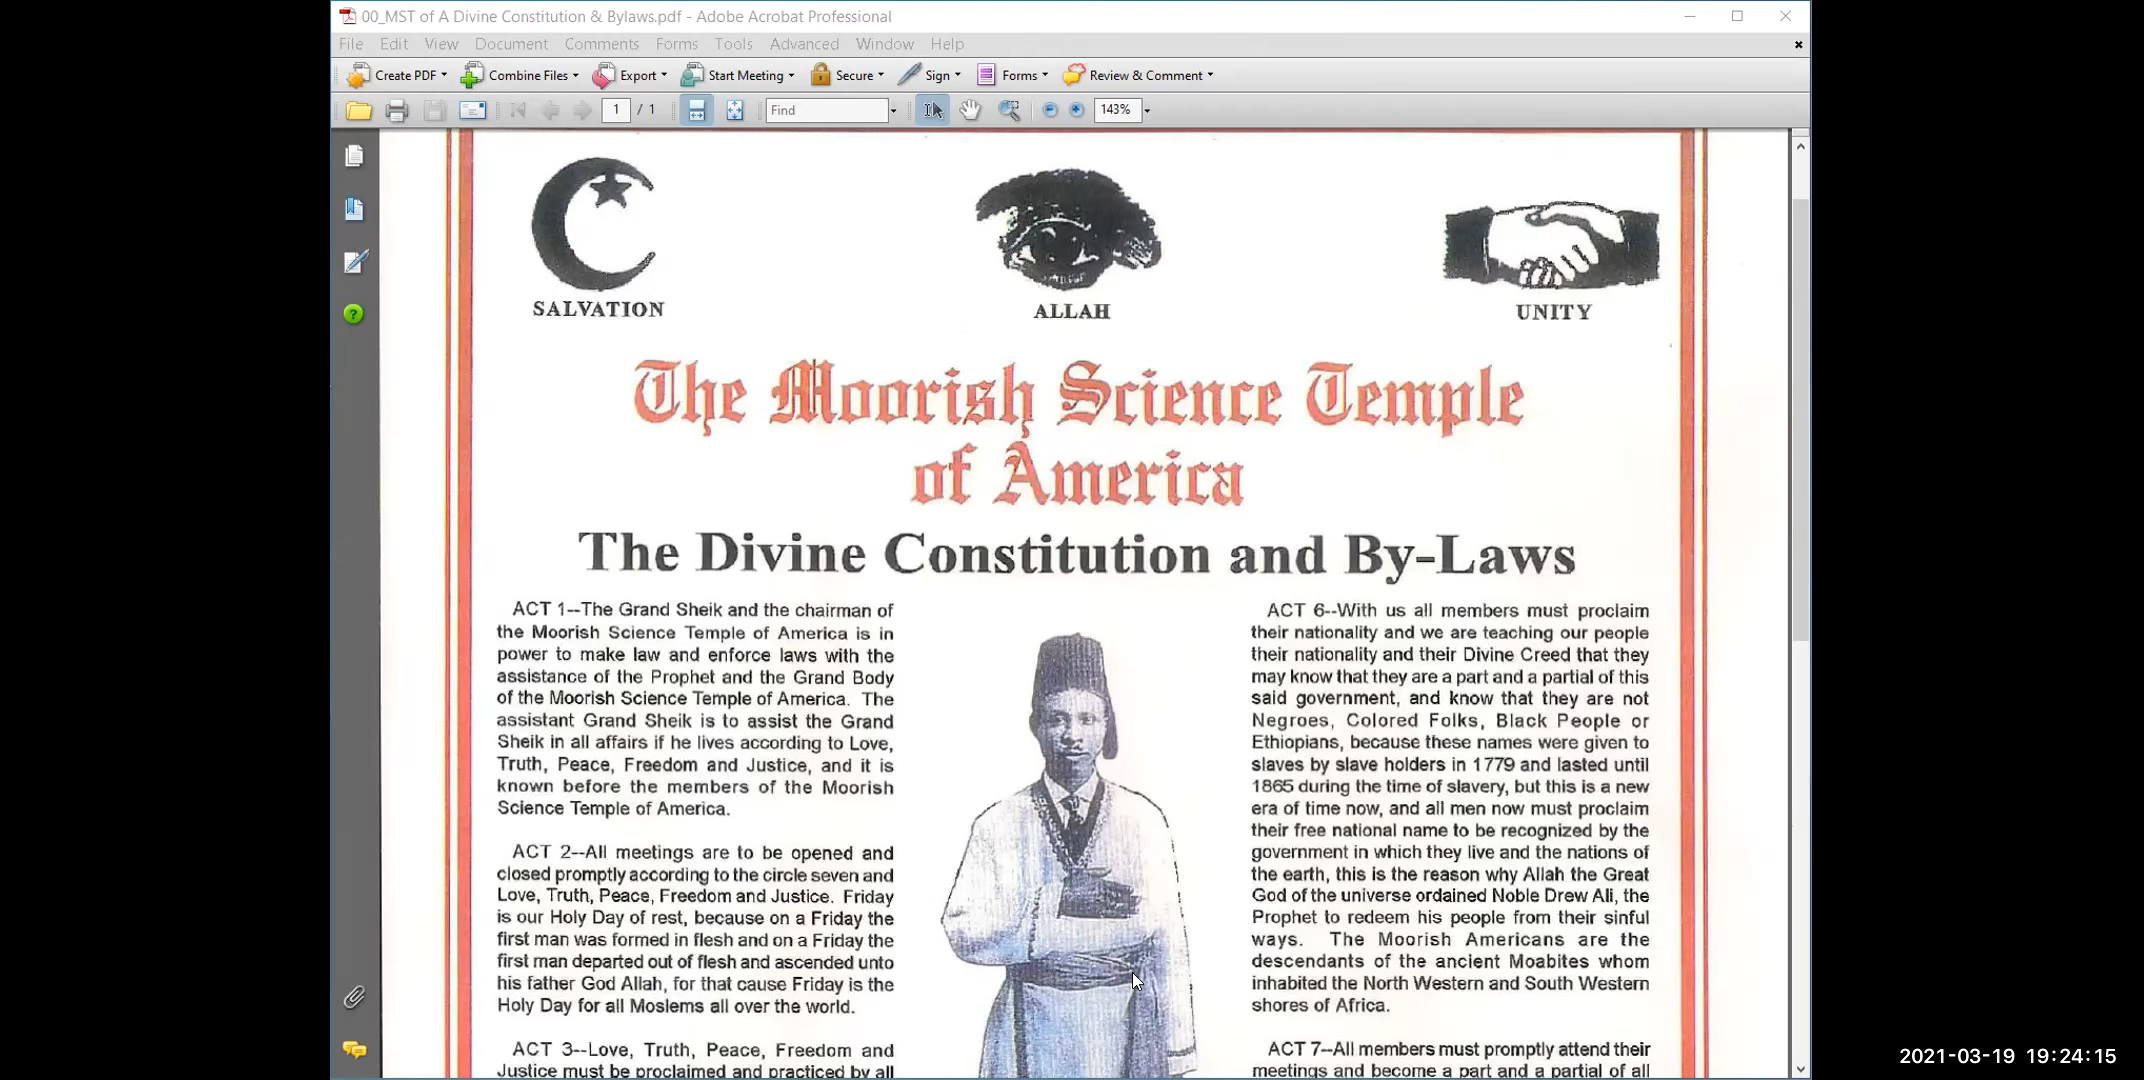 00_MST of A Divine Constitution & Bylaws.pdf - Adobe Acrobat Professional
File Edit View Document Comments Forms Tools Advanced Window Help
Create PDF Combine Files Export Start Meeting Secure Sign Forms Review & Comment
1 / 1 Find 143%
SALVATION
ALLAH
UNITY
The Moorish Science Temple
of America
The Divine Constitution and By-Laws
ACT 1--The Grand Sheik and the chairman of
the Moorish Science Temple of America is in
power to make law and enforce laws with the
assistance of the Prophet and the Grand Body
of the Moorish Science Temple of America. The
assistant Grand Sheik is to assist the Grand
Sheik in all affairs if he lives according to Love,
Truth, Peace, Freedom and Justice, and it is
known before the members of the Moorish
Science Temple of America.
ACT 2--All meetings are to be opened and
closed promptly according to the circle seven and
Love, Truth, Peace, Freedom and Justice. Friday
is our Holy Day of rest, because on a Friday the
first man was formed in flesh and on a Friday the
first man departed out of flesh and ascended unto
his father God Allah, for that cause Friday is the
Holy Day for all Moslems all over the world.
ACT 3--Love, Truth, Peace, Freedom and
Justice must be proclaimed and practiced by all
ACT 6--With us all members must proclaim
their nationality and we are teaching our people
their nationality and their Divine Creed that they
may know that they are a part and a partial of this
said government, and know that they are not
Negroes, Colored Folks, Black People or
Ethiopians, because these names were given to
slaves by slave holders in 1779 and lasted until
1865 during the time of slavery, but this is a new
era of time now, and all men now must proclaim
their free national name to be recognized by the
government in which they live and the nations of
the earth, this is the reason why Allah the Great
God of the universe ordained Noble Drew Ali, the
Prophet to redeem his people from their sinful
ways. The Moorish Americans are the
descendants of the ancient Moabites whom
inhabited the North Western and South Western
shores of Africa.
ACT 7--All members must promptly attend their
meetings and become a part and a partial of all
2021-03-19 19:24:15